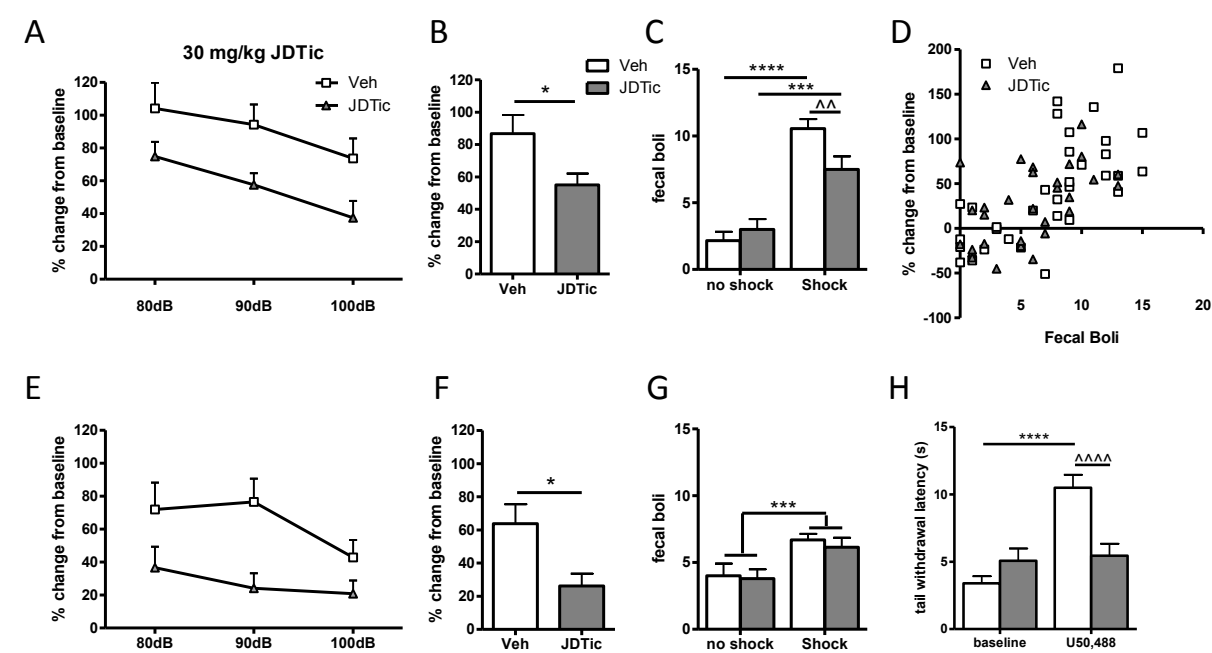 A
30 mg/kg JDTic
Veh
JDTic
% change from baseline
120
100
80
60
40
20
0
80dB
90dB
100dB
B
Veh
JDTic
% change from baseline
120
100
80
60
40
20
0
*
Veh
JDTic
C
fecal boli
15
10
5
0
****
***
^^
no shock
Shock
D
Veh
JDTic
% change from baseline
200
150
100
50
0
-50
-100
5
10
15
20
Fecal Boli
E
% change from baseline
120
100
80
60
40
20
0
80dB
90dB
100dB
F
% change from baseline
120
100
80
60
40
20
0
*
Veh
JDTic
G
fecal boli
15
10
5
0
***
no shock
Shock
H
tail withdrawal latency (s)
15
10
5
0
****
^^^^
baseline
U50,488